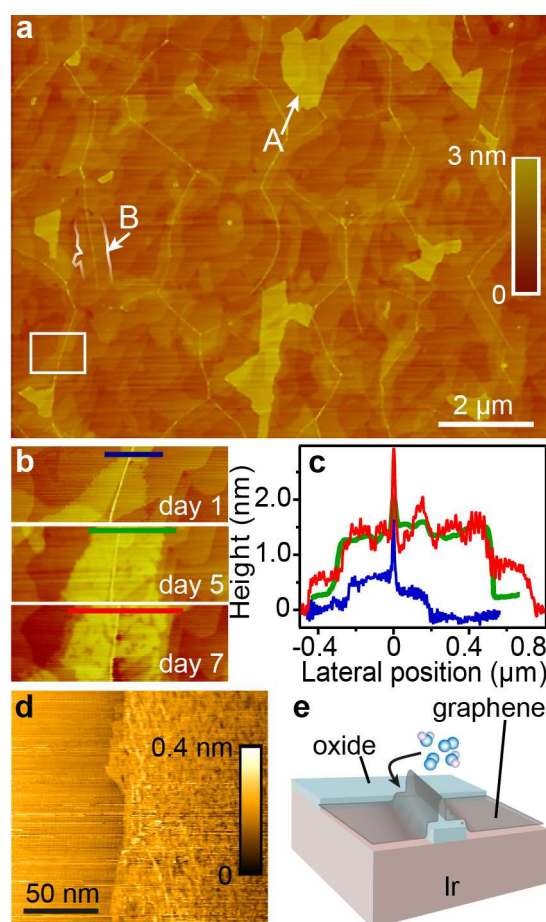 a
A
3 nm
B
0
2 μm
b
day 1
day 5
day 7
c
Height (nm)
2.0
1.0
0
-0.4
0
0.4
0.8
Lateral position (μm)
d
0.4 nm
0
50 nm
e
graphene
oxide
Ir